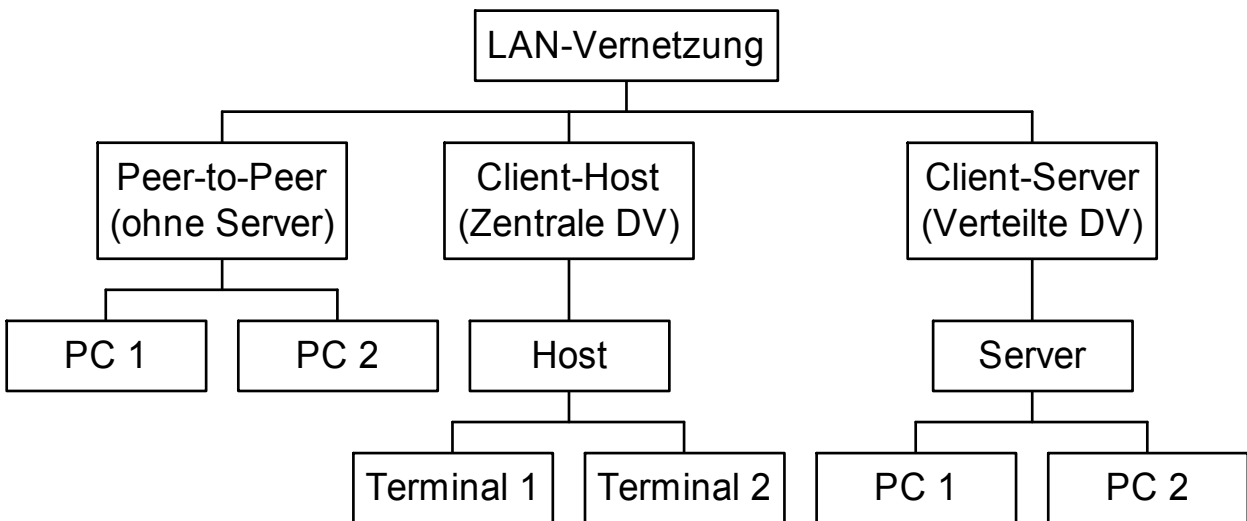 LAN-Vernetzung
Peer-to-Peer
(ohne Server)
Client-Host
(Zentrale DV)
Client-Server
(Verteilte DV)
PC 1
PC 2
Host
Server
Terminal 1
Terminal 2
PC 1
PC 2